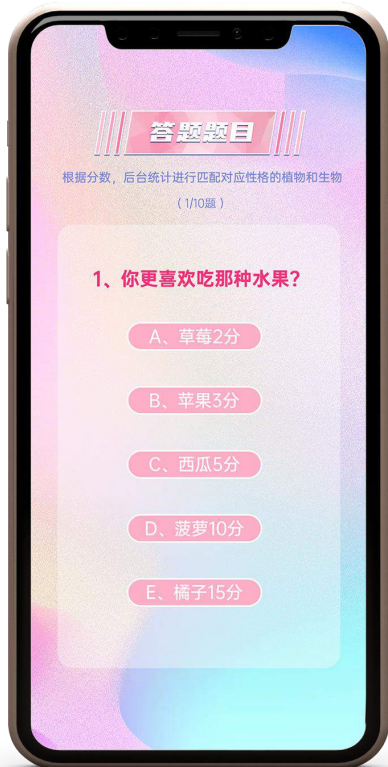 答题题目
根据分数，后台统计进行匹配对应性格的植物和生物
（1/10题）
1、你更喜欢吃那种水果？
A、草莓2分
B、苹果3分
C、西瓜5分
D、菠萝10分
E、橘子15分